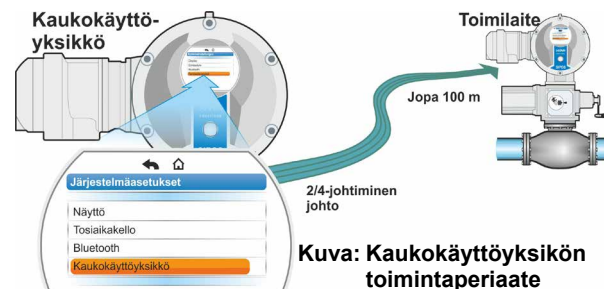 Kaukokäyttö-
yksikkö
Toimilaite
Jopa 100 m
2/4-johtiminen
johto
Järjestelmäasetukset
Näyttö
Tosiaikakello
Bluetooth
Kaukokäyttöyksikkö
Kuva: Kaukokäyttöyksikön
toimintaperiaate